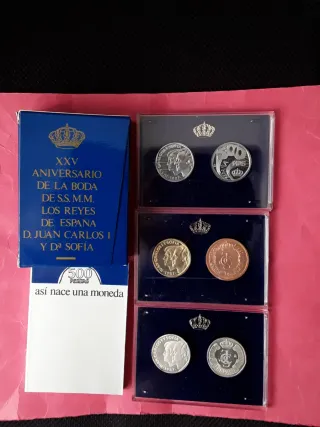 XXV
ANIVERSARIO
DE LA BODA
DE S.S.M.M.
LOS REYES
DE ESPAÑA
D. JUAN CARLOS I
Y Dª SOFÍA
500
así nace una moneda
500